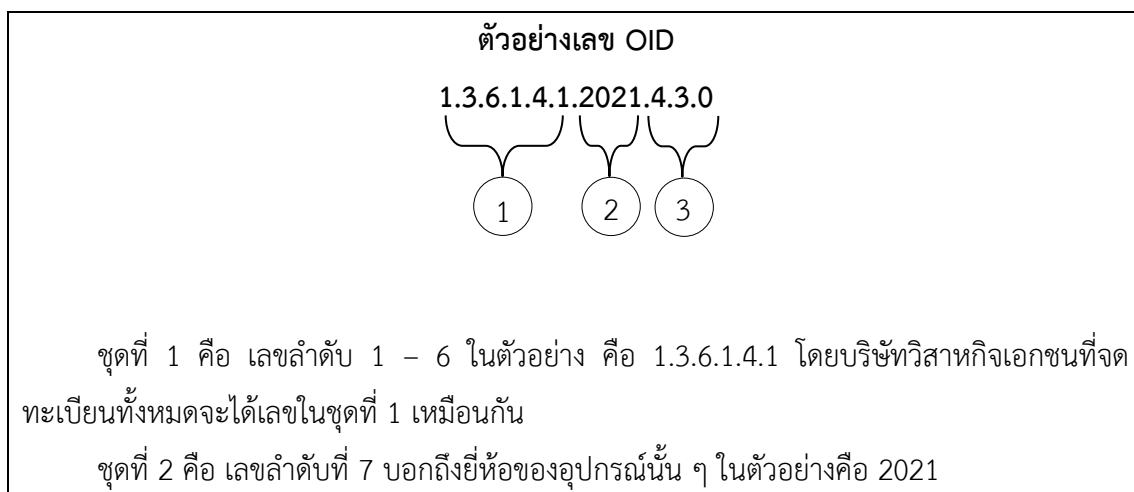 ตัวอย่างเลข OID
1.3.6.1.4.1.2021.4.3.0
1 2 3
ชุดที่ 1 คือ เลขลำดับ 1 – 6 ในตัวอย่าง คือ 1.3.6.1.4.1 โดยบริษัทวิสาหกิจเอกชนที่จด
ทะเบียนทั้งหมดจะได้เลขในชุดที่ 1 เหมือนกัน
ชุดที่ 2 คือ เลขลำดับที่ 7 บอกถึงยี่ห้อของอุปกรณ์นั้น ๆ ในตัวอย่างคือ 2021